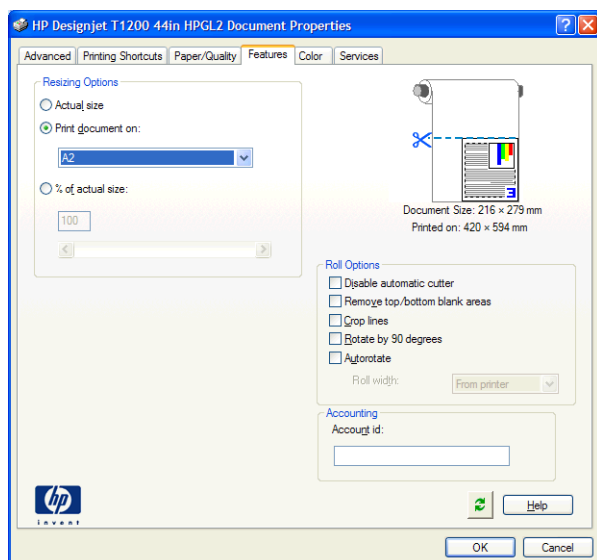 HP Designjet T1200 44in HPGL2 Document Properties
Advanced Printing Shortcuts Paper/Quality Features Color Services
Resizing Options
Actual size
Print document on:
A2
% of actual size:
100
Document Size: 216 × 279 mm
Printed on: 420 × 594 mm
Roll Options
Disable automatic cutter
Remove top/bottom blank areas
Crop lines
Rotate by 90 degrees
Autorotate
Roll width: From printer
Accounting
Account id:
hp
invent
Help
OK Cancel